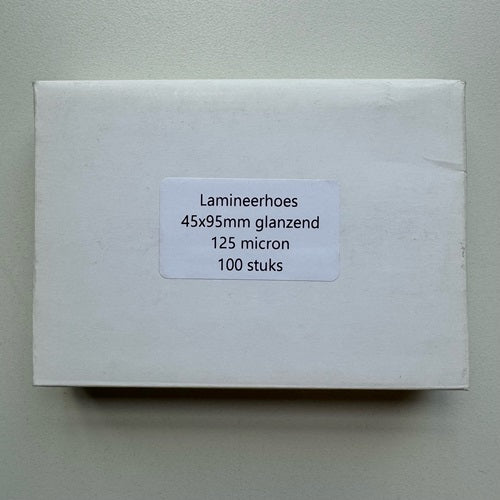 Lamineerhoes
45x95mm glanzend
125 micron
100 stuks